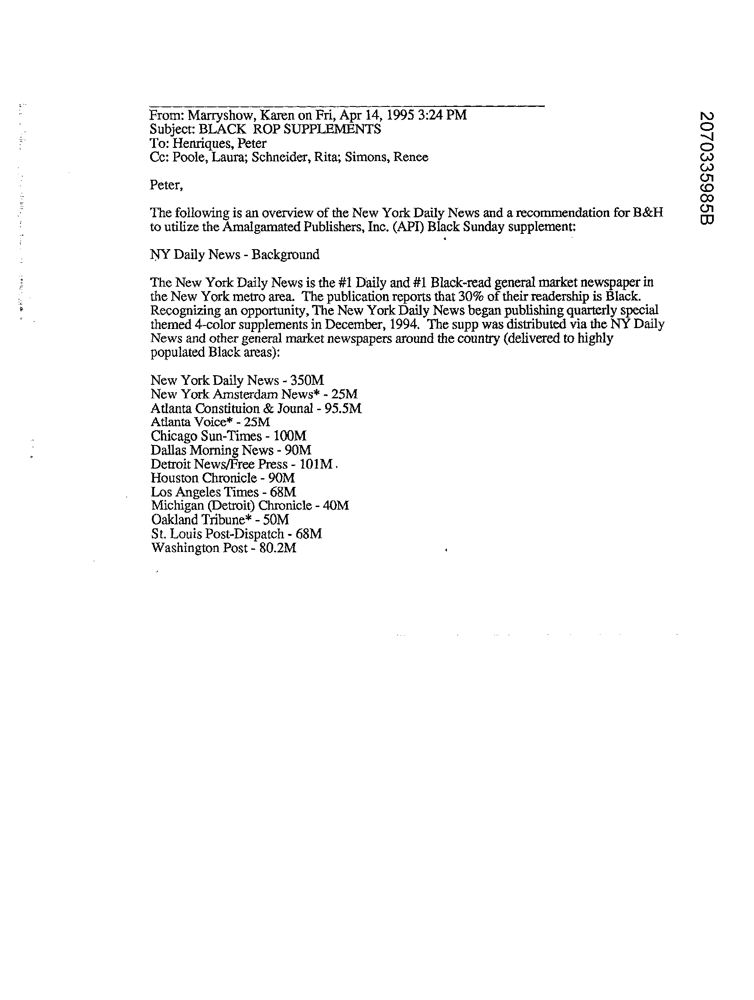 From: Marryshow, Karen on Fri, Apr 14, 1995 3:24 PM
Subject: BLACK ROP SUPPLEMENTS
To: Henriques, Peter
Cc: Poole, Laura; Schneider, Rita; Simons, Renee
Peter,
The following is an overview of the New York Daily News and a recommendation for B&H
to utilize the Amalgamated Publishers, Inc. (API) Black Sunday supplement:
NY Daily News - Background
The New York Daily News is the #1 Daily and #1 Black-read general market newspaper in
the New York metro area. The publication reports that 30% of their readership is Black.
Recognizing an opportunity, The New York Daily News began publishing quarterly special
themed 4-color supplements in December, 1994. The supp was distributed via the NY Daily
News and other general market newspapers around the country (delivered to highly
populated Black areas):
New York Daily News - 350M
New York Amsterdam News* - 25M
Atlanta Constituion & Jounal - 95.5M
Atlanta Voice* - 25M
Chicago Sun-Times - 100M
Dallas Morning News - 90M
Detroit News/Free Press - 101M.
Houston Chronicle - 90M
Los Angeles Times - 68M
Michigan (Detroit) Chronicle - 40M
Oakland Tribune* - 50M
St. Louis Post-Dispatch - 68M
Washington Post - 80.2M
2070335985B